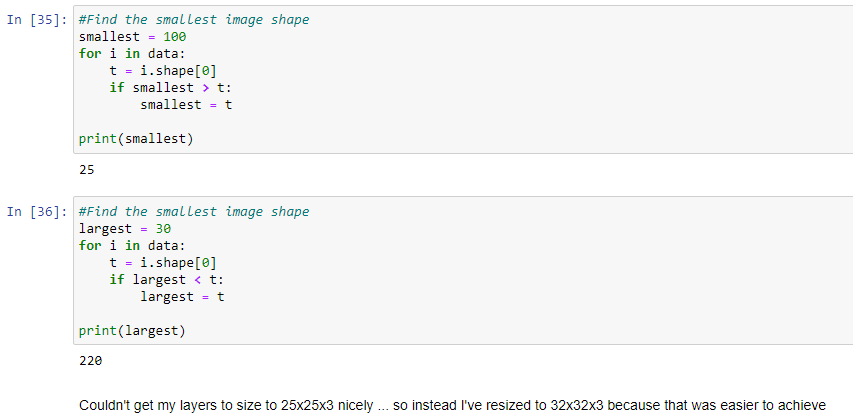 In [35]: #Find the smallest image shape
smallest = 100
for i in data:
    t = i.shape[0]
    if smallest > t:
        smallest = t

print(smallest)
25
In [36]: #Find the smallest image shape
largest = 30
for i in data:
    t = i.shape[0]
    if largest < t:
        largest = t

print(largest)
220
Couldn't get my layers to size to 25x25x3 nicely ... so instead I've resized to 32x32x3 because that was easier to achieve